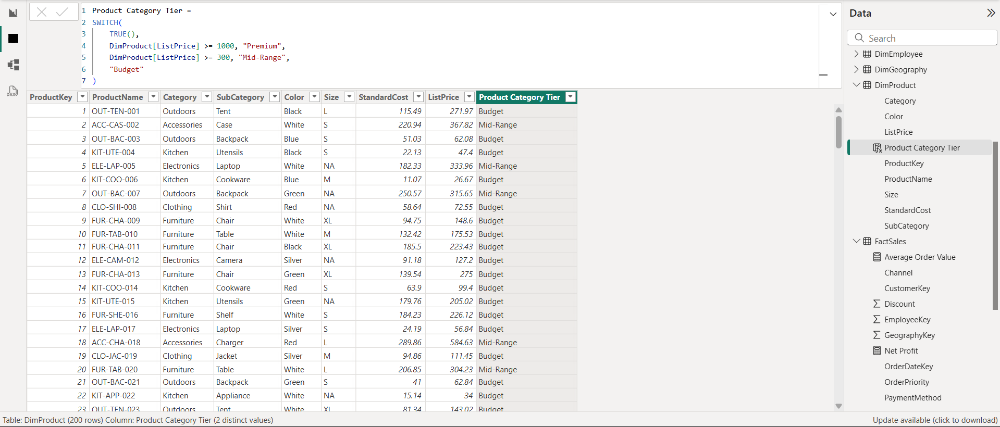 1 Product Category Tier =
2 SWITCH(
3 TRUE(),
4 DimProduct[ListPrice] >= 1000, "Premium",
5 DimProduct[ListPrice] >= 300, "Mid-Range",
6 "Budget"
7 )
ProductKey ProductName Category SubCategory Color Size StandardCost ListPrice Product Category Tier
1 OUT-TEN-001 Outdoors Tent Black L 115.49 271.97 Budget
2 ACC-CAS-002 Accessories Case White S 220.94 367.82 Mid-Range
3 OUT-BAC-003 Outdoors Backpack Blue S 51.03 62.08 Budget
4 KIT-UTE-004 Kitchen Utensils Black S 22.13 47.4 Budget
5 ELE-LAP-005 Electronics Laptop White NA 182.33 333.96 Mid-Range
6 KIT-COO-006 Kitchen Cookware Blue M 11.07 26.67 Budget
7 OUT-BAC-007 Outdoors Backpack Green NA 250.57 315.65 Mid-Range
8 CLO-SHI-008 Clothing Shirt Red NA 58.64 72.55 Budget
9 FUR-CHA-009 Furniture Chair White XL 94.75 148.6 Budget
10 FUR-TAB-010 Furniture Table White M 132.42 175.53 Budget
11 FUR-CHA-011 Furniture Chair Black XL 185.5 223.43 Budget
12 ELE-CAM-012 Electronics Camera Silver NA 91.18 127.2 Budget
13 FUR-CHA-013 Furniture Chair Green XL 139.54 275 Budget
14 KIT-COO-014 Kitchen Cookware Red S 63.9 99.4 Budget
15 KIT-UTE-015 Kitchen Utensils Green NA 179.76 205.02 Budget
16 FUR-SHE-016 Furniture Shelf White S 184.23 226.12 Budget
17 ELE-LAP-017 Electronics Laptop Silver S 24.19 56.84 Budget
18 ACC-CHA-018 Accessories Charger Red L 289.86 584.63 Mid-Range
19 CLO-JAC-019 Clothing Jacket Silver M 94.86 111.45 Budget
20 FUR-TAB-020 Furniture Table White L 206.85 304.23 Mid-Range
21 OUT-BAC-021 Outdoors Backpack Green S 41 62.84 Budget
22 KIT-APP-022 Kitchen Appliance White NA 15.14 34 Budget
23 OUT-TEN-023 Outdoors Tent White XL 81.34 143.02 Budget
Table: DimProduct (200 rows) Column: Product Category Tier (2 distinct values)
Data
Search
DimEmployee
DimGeography
DimProduct
Category
Color
ListPrice
Product Category Tier
ProductKey
ProductName
Size
StandardCost
SubCategory
FactSales
Average Order Value
Channel
CustomerKey
Discount
EmployeeKey
GeographyKey
Net Profit
OrderDateKey
OrderPriority
PaymentMethod
Update available (click to download)
DAX